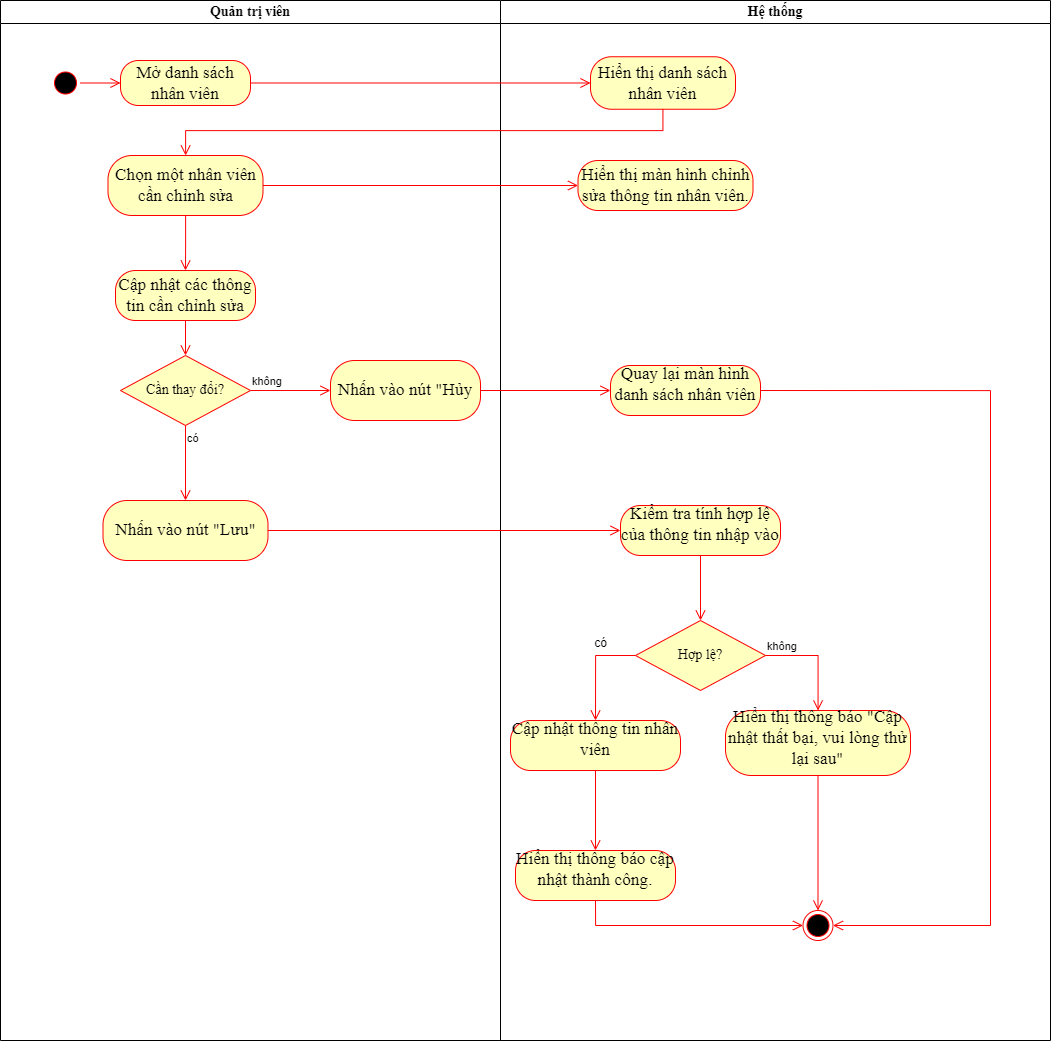 Quản trị viên
Hệ thống
Mở danh sách
nhân viên
Hiển thị danh sách
nhân viên
Chọn một nhân viên
cần chỉnh sửa
Hiển thị màn hình chỉnh
sửa thông tin nhân viên.
Cập nhật các thông
tin cần chỉnh sửa
Cần thay đổi?
không
Nhấn vào nút "Hủy
Quay lại màn hình
danh sách nhân viên
có
Nhấn vào nút "Lưu"
Kiểm tra tính hợp lệ
của thông tin nhập vào
Hợp lệ?
có
không
Cập nhật thông tin nhân
viên
Hiển thị thông báo "Cập
nhật thất bại, vui lòng thử
lại sau"
Hiển thị thông báo cập
nhật thành công.